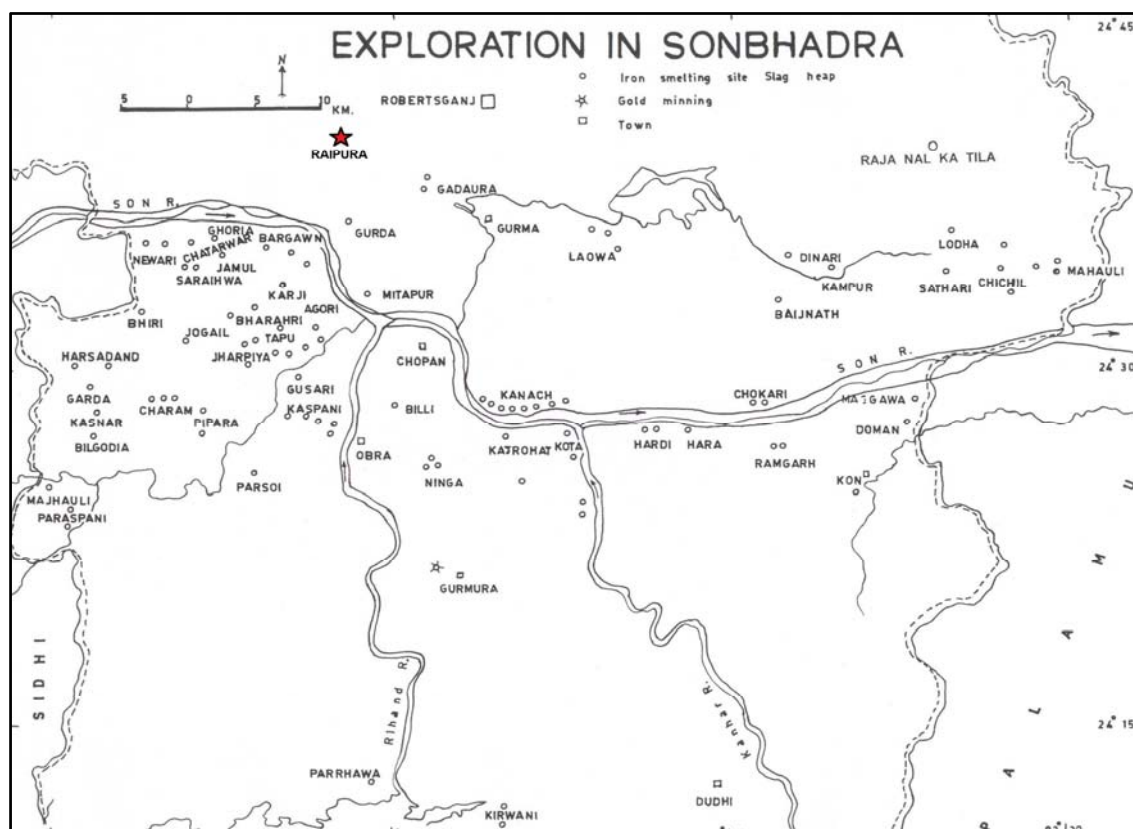 EXPLORATION IN SONBHADRA
24° 45
N
5 0 5 10 KM.
ROBERTSGANJ
Iron smelting site Slag heap
Gold minning
Town
RAIPURA
RAJA NAL KA TILA
GADAURA
SON R.
GURDA
GURMA
LAOWA
GHORIA
CHATARWAR
BARGAWN
NEWARI
JAMUL
SARAIHWA
DINARI
KAMPUR
LODHA
SATHARI
CHICHIL
MAHAULI
KARJI
MITAPUR
AGORI
BAIJNATH
BHIRI
BHARAHRI
JOGAIL
TAPU
JHARPIYA
CHOPAN
HARSADAND
SON R.
24° 30
GARDA
GUSARI
KANACH
CHOKARI
CHARAM
KASPANI
BILLI
KASNAR
PIPARA
DOMAN
BILGODIA
OBRA
KAJROHAT
KOTA
HARDI
HARA
RAMGARH
NINGA
KON
PARSOI
MAJHAULI
PARASPANI
GURMURA
SIDHI
Rihand R.
Kanhar R.
24° 15
PARRHAWA
KIRWANI
DUDHI